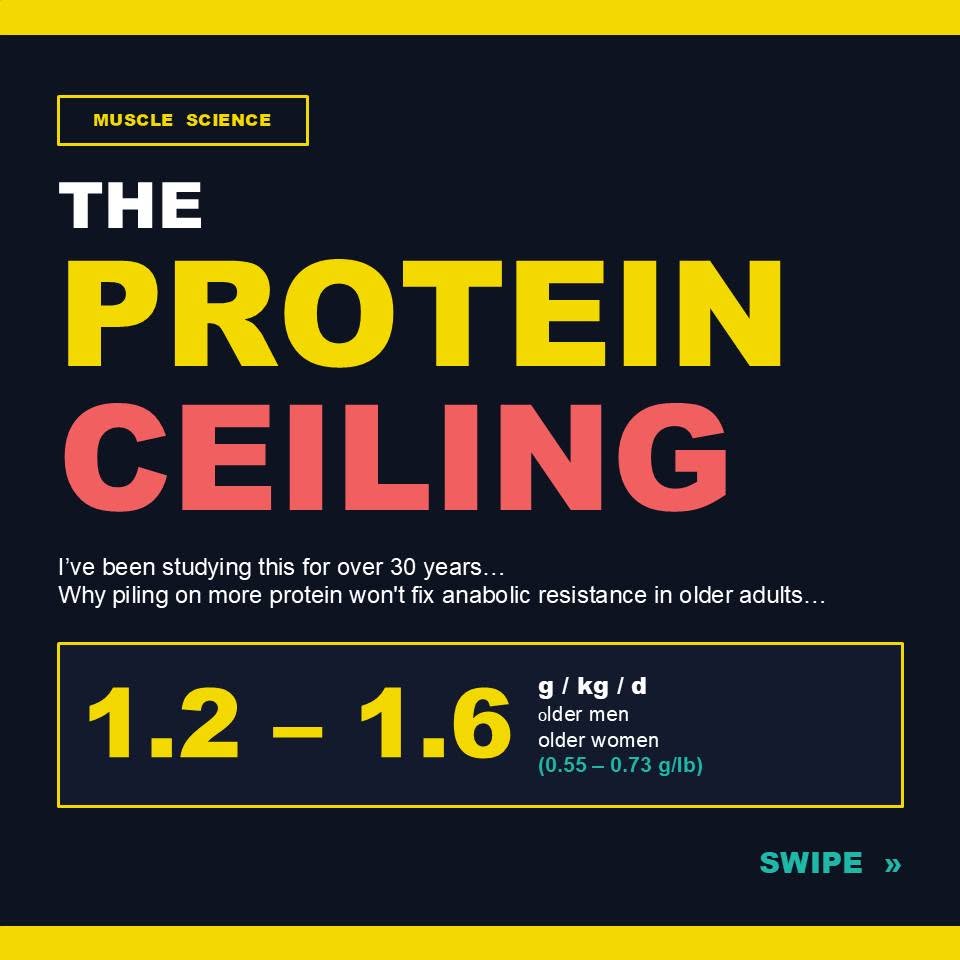 MUSCLE SCIENCE
THE
PROTEIN
CEILING
I’ve been studying this for over 30 years…
Why piling on more protein won't fix anabolic resistance in older adults…
1.2 – 1.6
g / kg / d
older men
older women
(0.55 – 0.73 g/lb)
SWIPE »